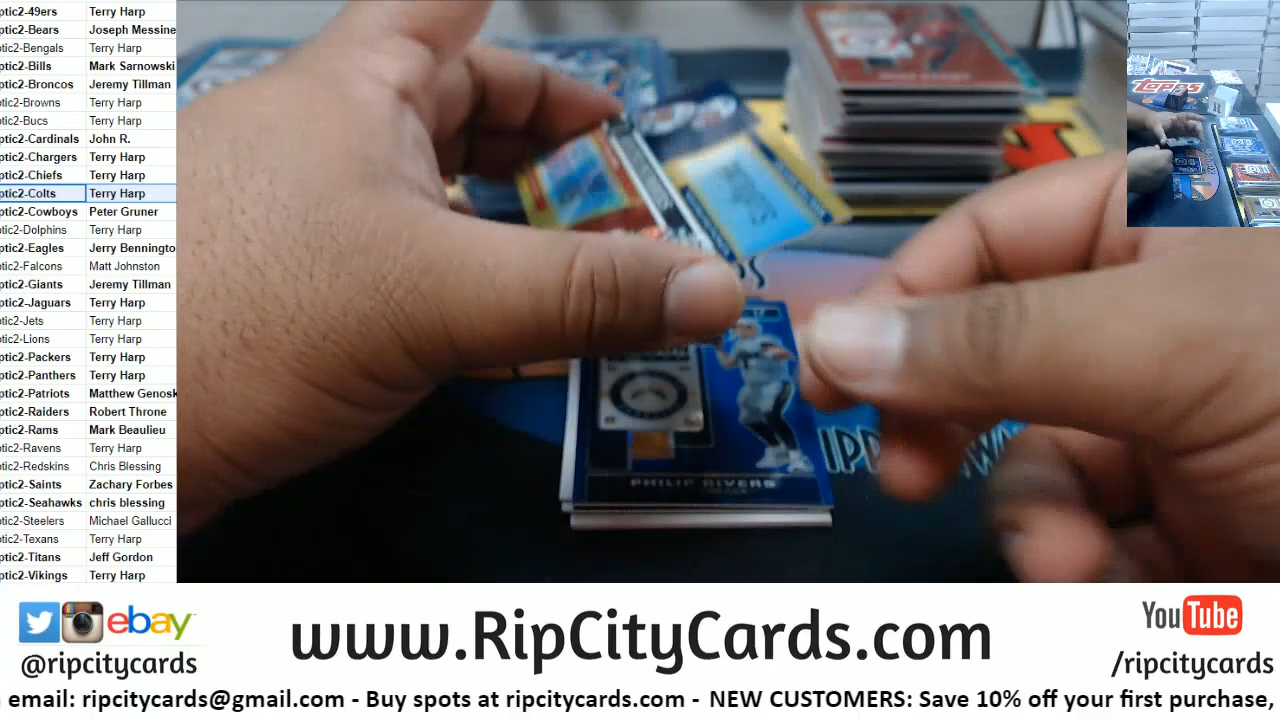 ptic2-49ers Terry Harp
ptic2-Bears Joseph Messine
ptic2-Bengals Terry Harp
ptic2-Bills Mark Sarnowski
ptic2-Broncos Jeremy Tillman
ptic2-Browns Terry Harp
ptic2-Bucs Terry Harp
ptic2-Cardinals John R.
ptic2-Chargers Terry Harp
ptic2-Chiefs Terry Harp
ptic2-Colts Terry Harp
ptic2-Cowboys Peter Gruner
ptic2-Dolphins Terry Harp
ptic2-Eagles Jerry Benningto
ptic2-Falcons Matt Johnston
ptic2-Giants Jeremy Tillman
ptic2-Jaguars Terry Harp
ptic2-Jets Terry Harp
ptic2-Lions Terry Harp
ptic2-Packers Terry Harp
ptic2-Panthers Terry Harp
ptic2-Patriots Matthew Genosk
ptic2-Raiders Robert Throne
ptic2-Rams Mark Beaulieu
ptic2-Ravens Terry Harp
ptic2-Redskins Chris Blessing
ptic2-Saints Zachary Forbes
ptic2-Seahawks chris blessing
ptic2-Steelers Michael Gallucci
ptic2-Texans Terry Harp
ptic2-Titans Jeff Gordon
ptic2-Vikings Terry Harp
Topps
PHILIP RIVERS
ebay
@ripcitycards
www.RipCityCards.com
YouTube
/ripcitycards
email: ripcitycards@gmail.com - Buy spots at ripcitycards.com - NEW CUSTOMERS: Save 10% off your first purchase,